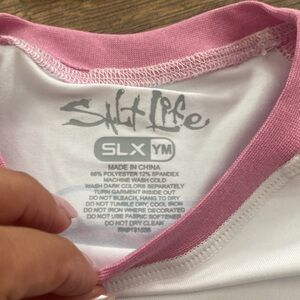 Salt Life
SLX YM
MADE IN CHINA
88% POLYESTER 12% SPANDEX
MACHINE WASH COLD
WASH DARK COLORS SEPARATELY
TURN GARMENT INSIDE OUT
DO NOT BLEACH, HANG TO DRY
DO NOT TUMBLE DRY, COOL IRON
DO NOT IRON WHERE DECORATED
DO NOT USE FABRIC SOFTENER
DO NOT DRY CLEAN